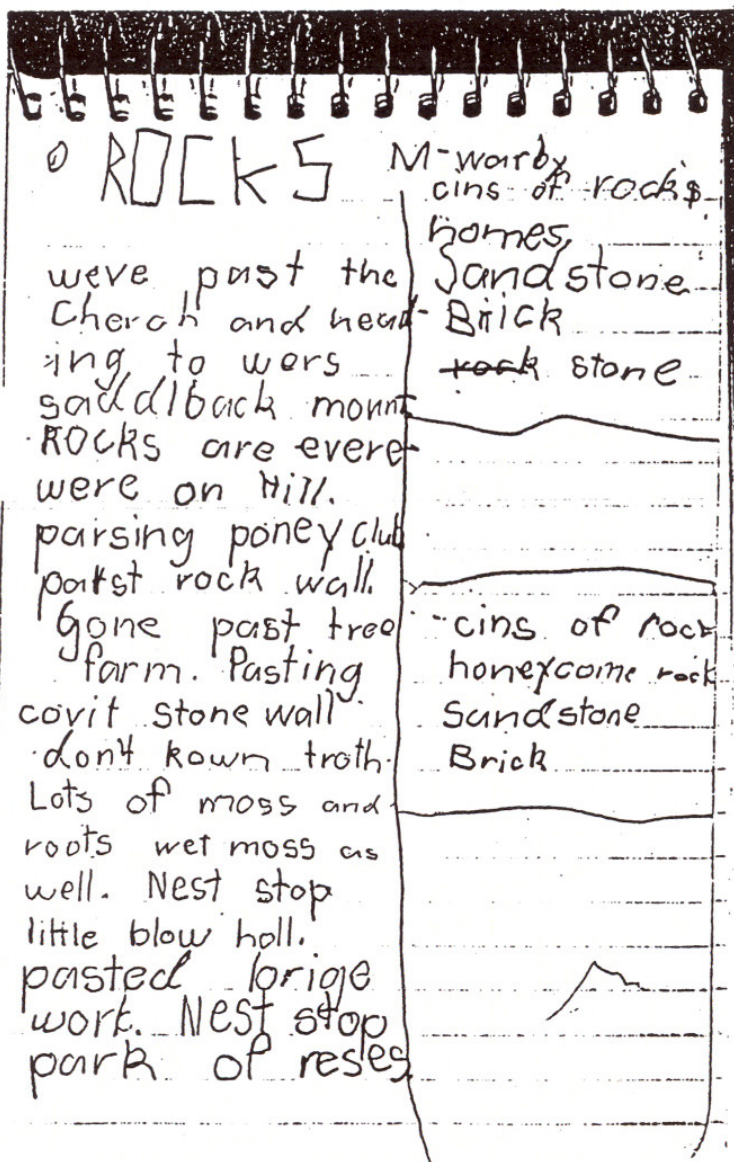 ROCKS
weve past the
Cherch and head-
ing to wers
saddlback mount
ROCKS are evere-
were on Hill.
parsing poney club
parst rock wall.
Gone past tree
farm. Pasting
covit stone wall
don't kown troth.
Lots of moss and
roots wet moss as
well. Nest stop
little blow holl.
pasted brige
work. Nest stop
park of reses
M-warby
cins of rocks
homes,
Sandstone
Brick
rock stone
cins of rock
honeycome rock
Sandstone
Brick